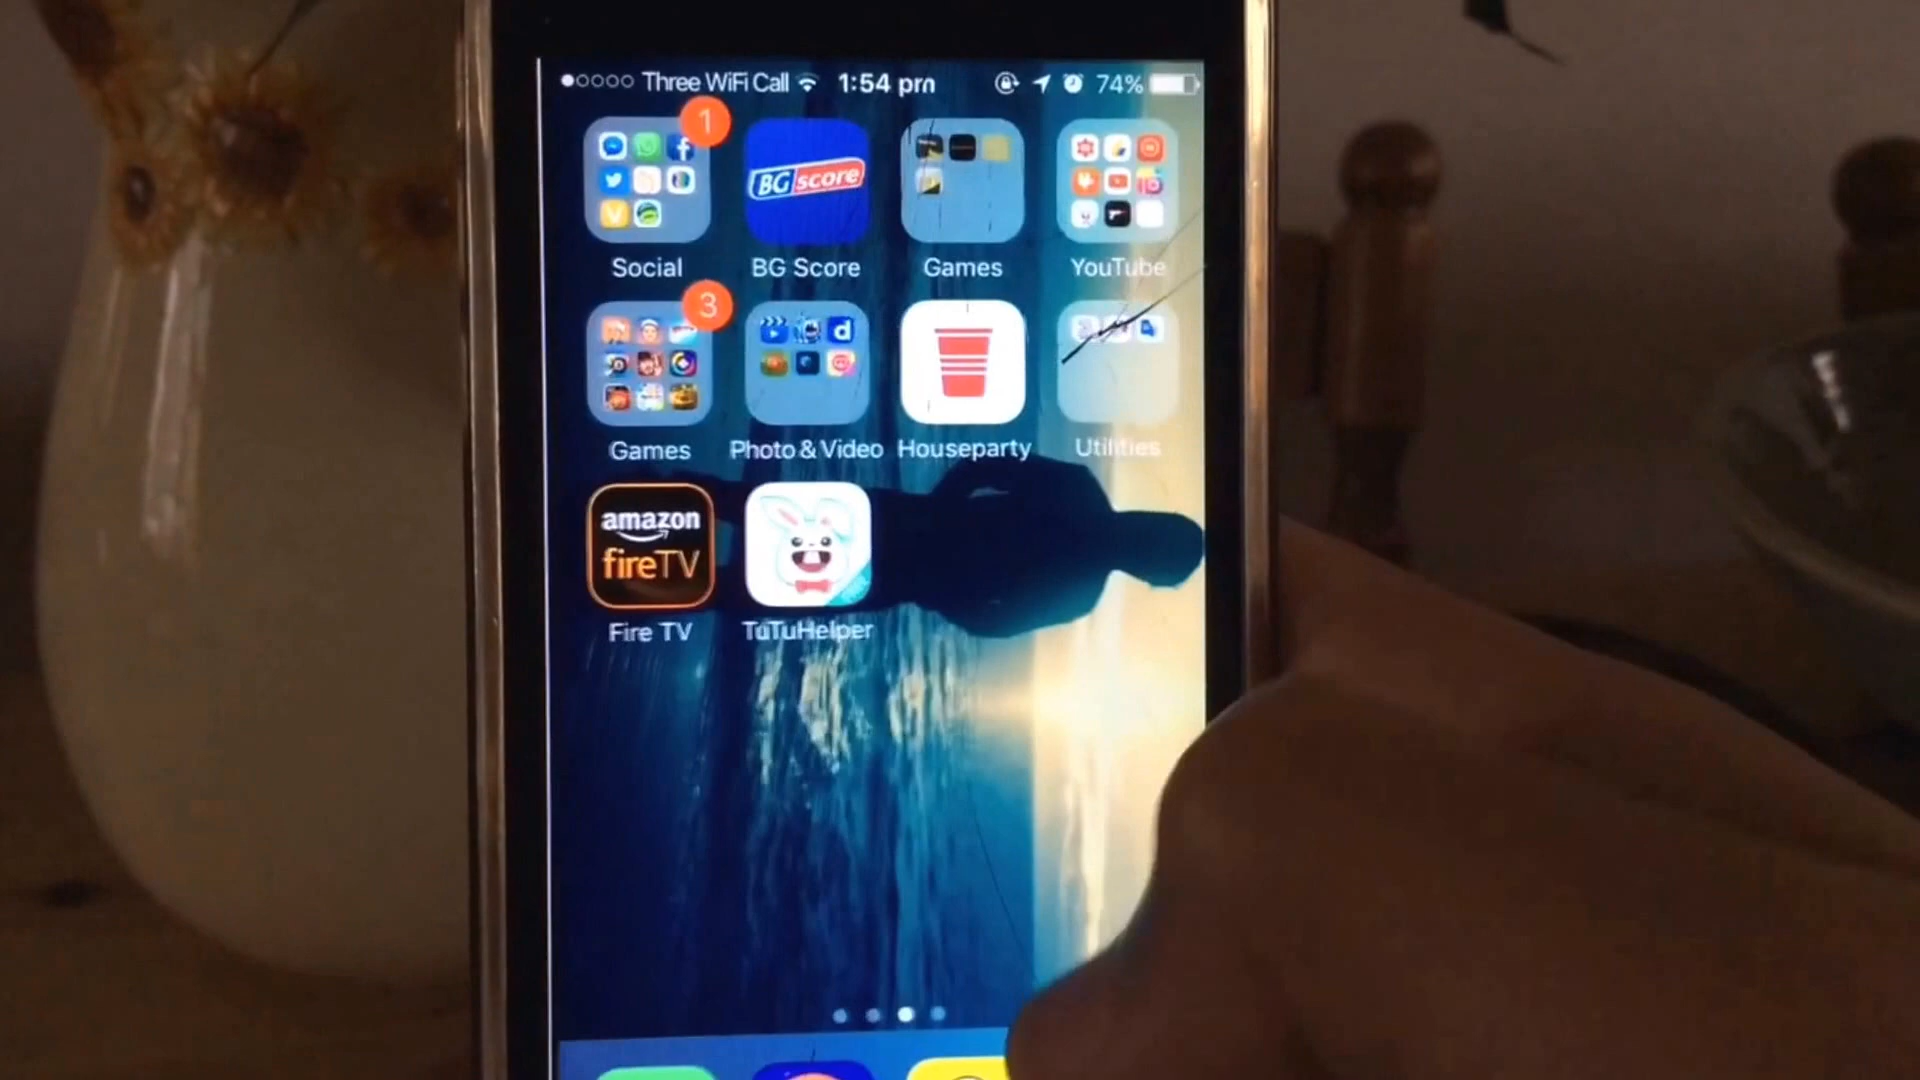 Three WiFi Call 1:54 pm 74%
1
BG score
Social BG Score Games YouTube
3
d
Games Photo & Video Houseparty Utilities
amazon
fireTV
Fire TV TuTuHelper